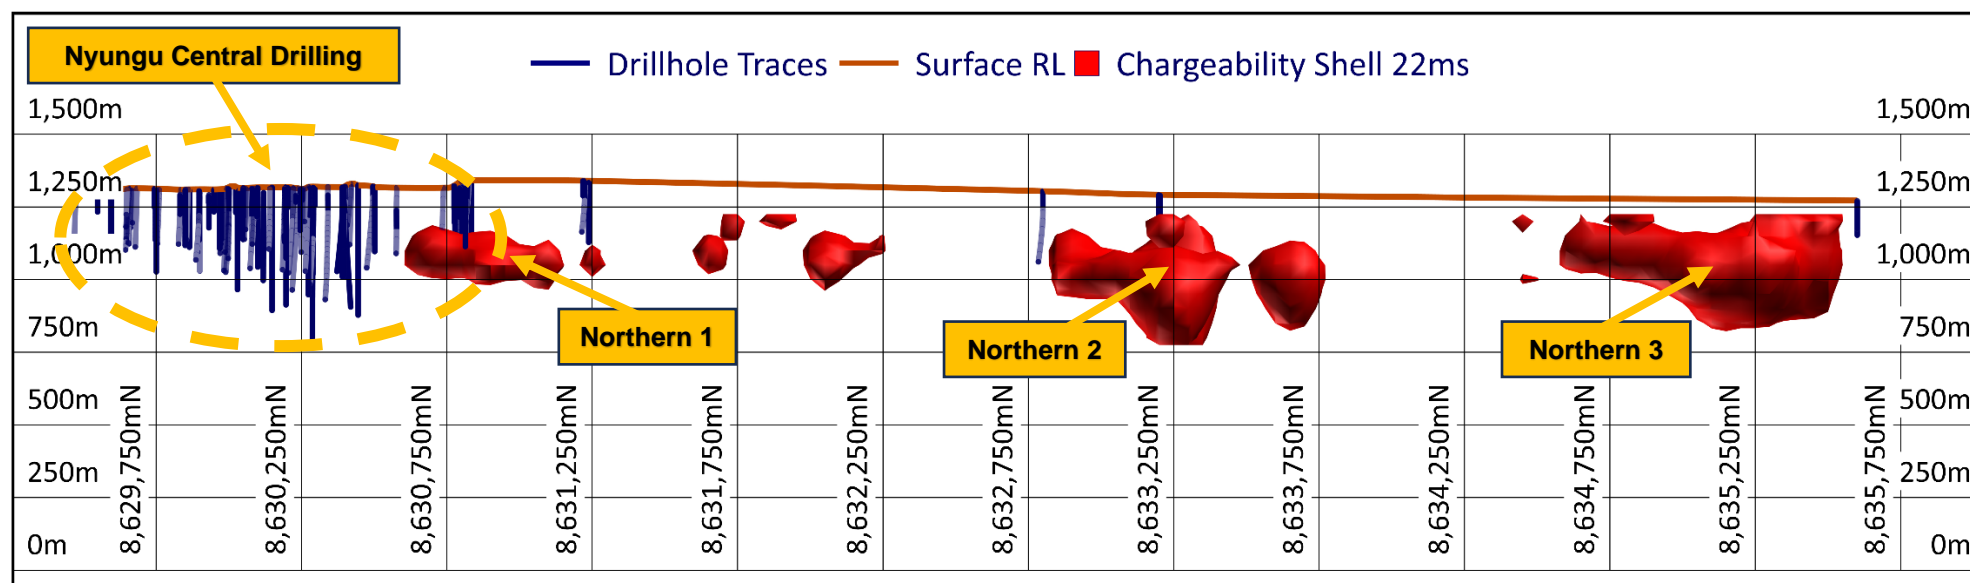 Nyungu Central Drilling
Drillhole Traces
Surface RL
Chargeability Shell 22ms
1,500m
1,500m
1,250m
1,250m
1,000m
1,000m
Northern 1
Northern 2
Northern 3
750m
750m
500m
500m
250m
250m
0m
0m
8,629,750mN
8,630,250mN
8,630,750mN
8,631,250mN
8,631,750mN
8,632,250mN
8,632,750mN
8,633,250mN
8,633,750mN
8,634,250mN
8,634,750mN
8,635,250mN
8,635,750mN